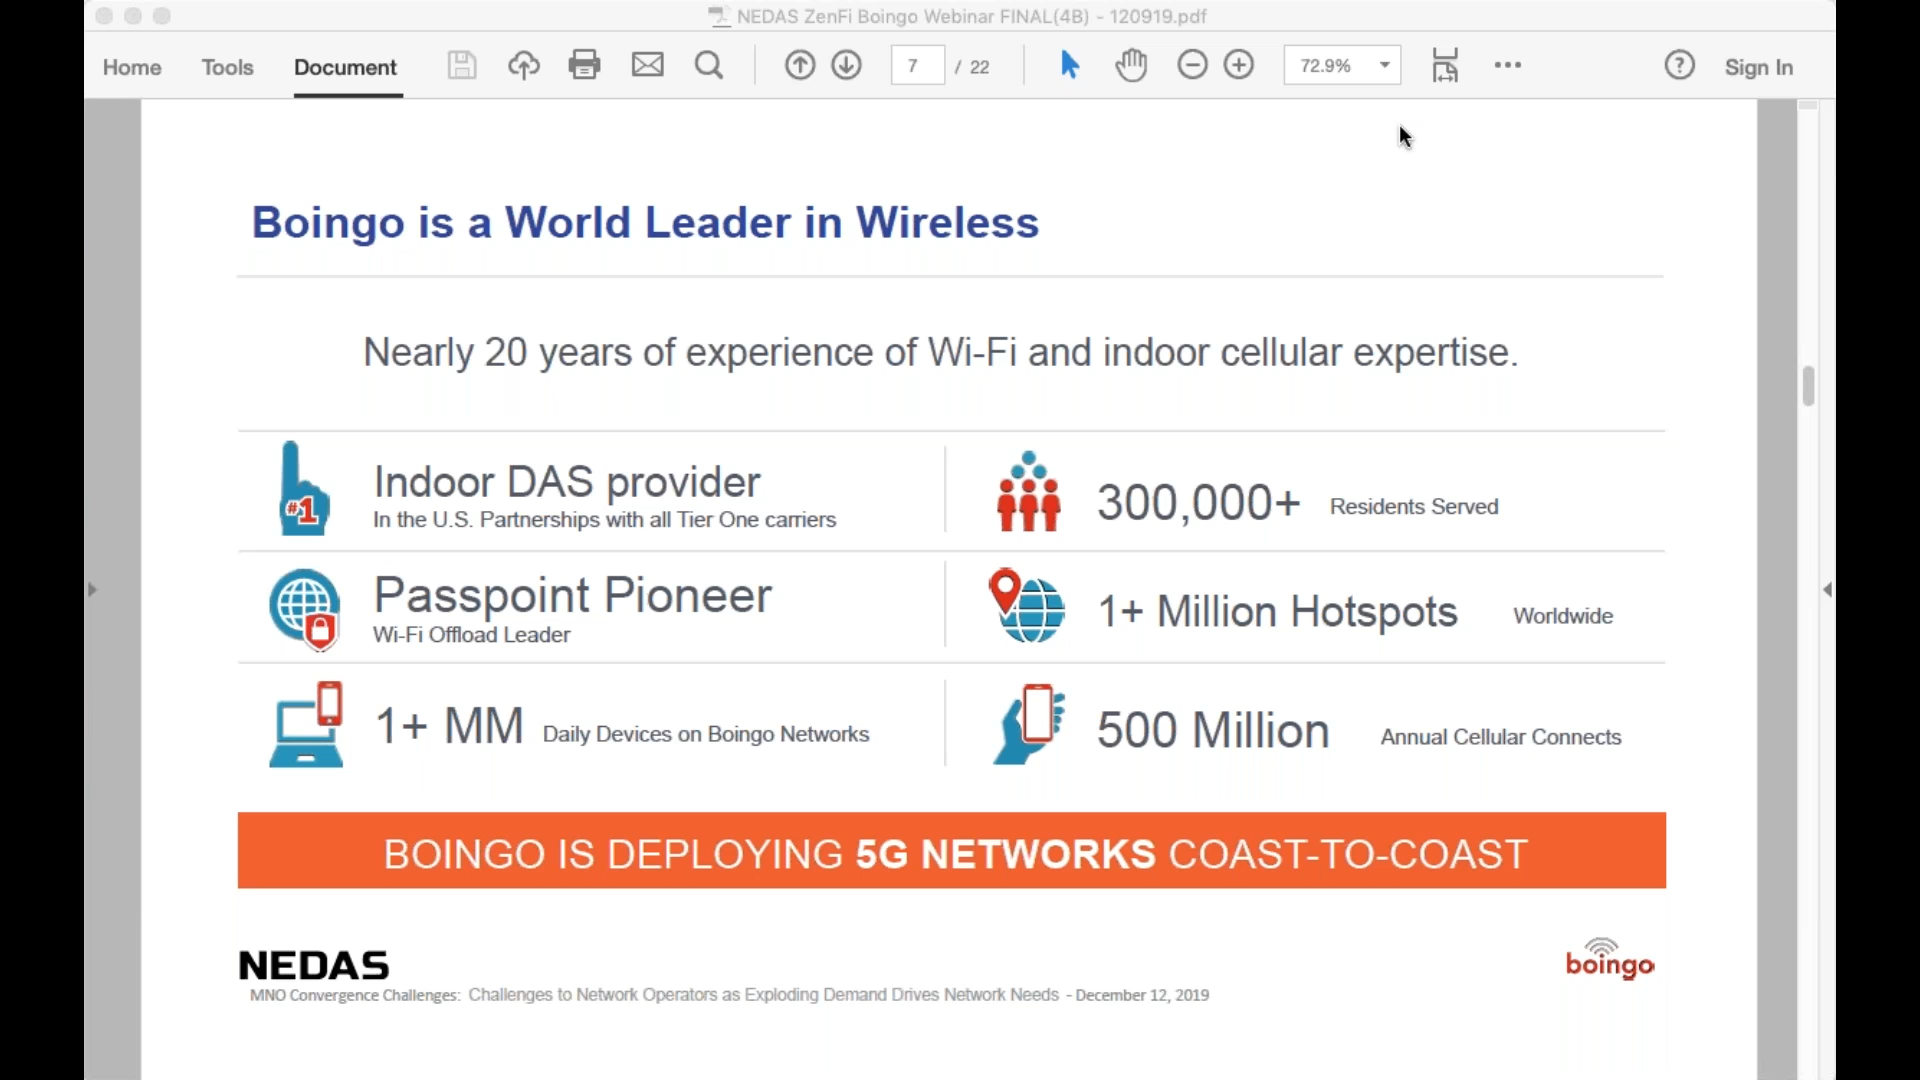 NEDAS ZenFi Boingo Webinar FINAL(4B) - 120919.pdf
Home Tools Document 7 / 22 72.9% ? Sign In
Boingo is a World Leader in Wireless
Nearly 20 years of experience of Wi-Fi and indoor cellular expertise.
#1
Indoor DAS provider
In the U.S. Partnerships with all Tier One carriers
300,000+ Residents Served
Passpoint Pioneer
Wi-Fi Offload Leader
1+ Million Hotspots Worldwide
1+ MM Daily Devices on Boingo Networks
500 Million Annual Cellular Connects
BOINGO IS DEPLOYING 5G NETWORKS COAST-TO-COAST
NEDAS
boingo
MNO Convergence Challenges: Challenges to Network Operators as Exploding Demand Drives Network Needs - December 12, 2019